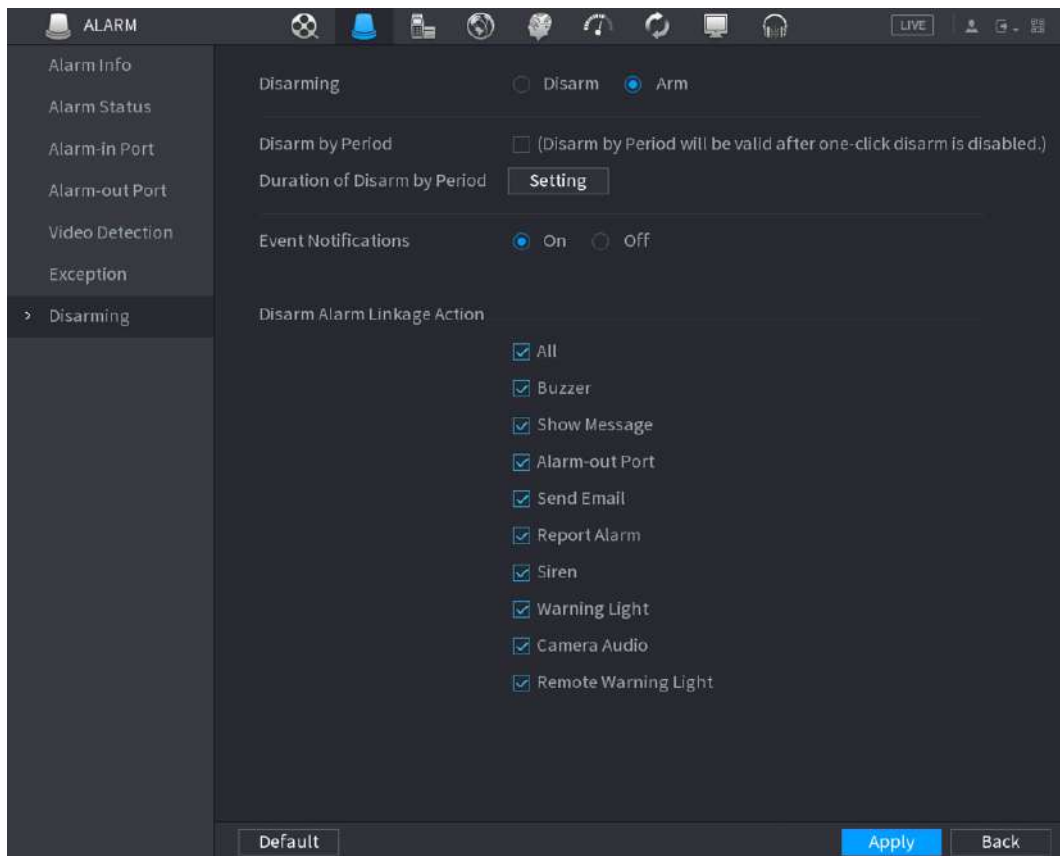 ALARM
LIVE
Alarm Info
Alarm Status
Alarm-in Port
Alarm-out Port
Video Detection
Exception
> Disarming
Disarming Disarm Arm
Disarm by Period (Disarm by Period will be valid after one-click disarm is disabled.)
Duration of Disarm by Period Setting
Event Notifications On Off
Disarm Alarm Linkage Action
All
Buzzer
Show Message
Alarm-out Port
Send Email
Report Alarm
Siren
Warning Light
Camera Audio
Remote Warning Light
Default Apply Back